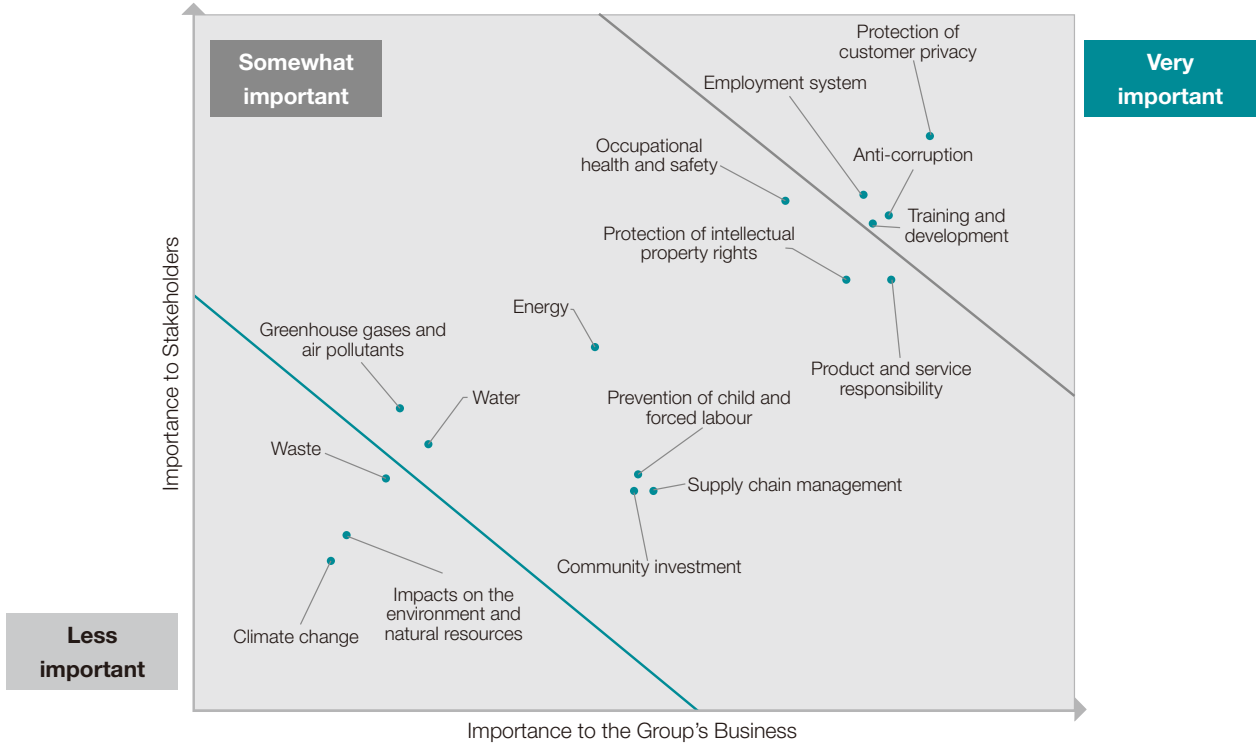 Somewhat
important
Very
important
Protection of
customer privacy
Employment system
Occupational
health and safety
Anti-corruption
Training and
development
Protection of intellectual
property rights
Energy
Greenhouse gases and
air pollutants
Product and service
responsibility
Water
Prevention of child and
forced labour
Waste
Supply chain management
Community investment
Impacts on the
environment and
natural resources
Climate change
Less
important
Importance to Stakeholders
Importance to the Group's Business